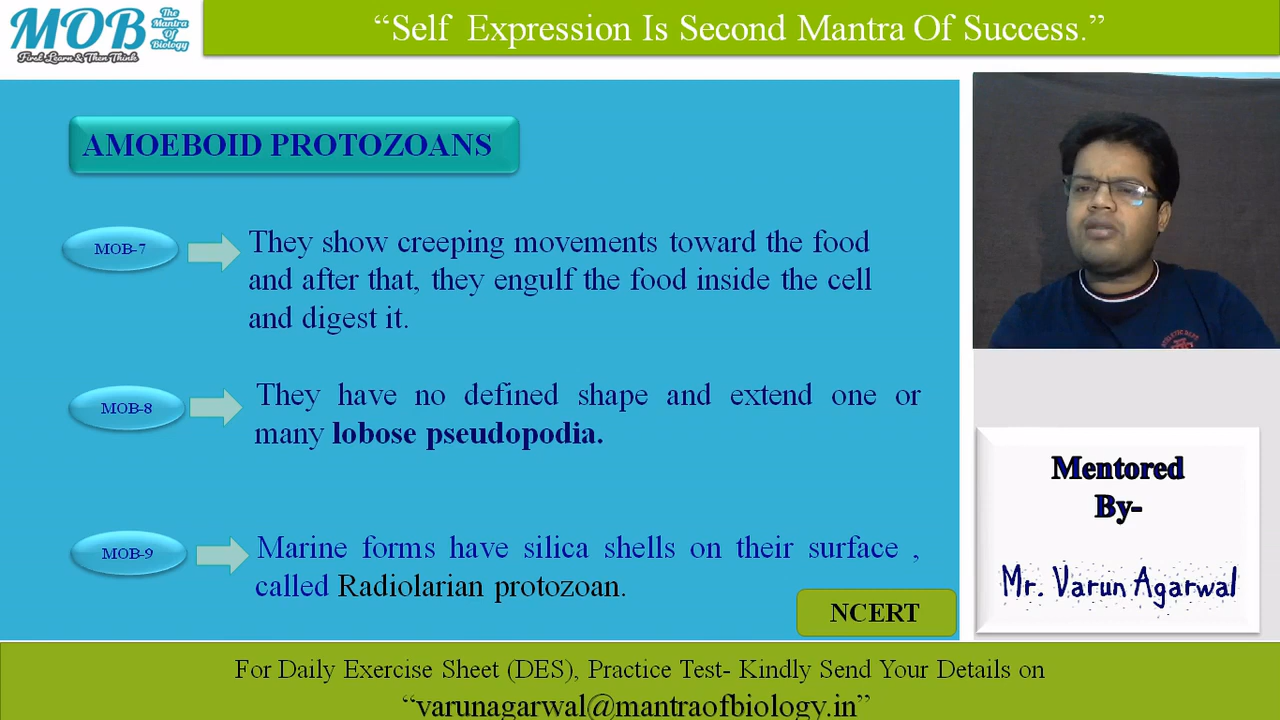 MOB
The
Mantra
Of
Biology
First Learn & Then Think
“Self Expression Is Second Mantra Of Success.”
AMOEBOID PROTOZOANS
MOB-7
They show creeping movements toward the food
and after that, they engulf the food inside the cell
and digest it.
MOB-8
They have no defined shape and extend one or
many lobose pseudopodia.
MOB-9
Marine forms have silica shells on their surface ,
called Radiolarian protozoan.
NCERT
Mentored
By-
Mr. Varun Agarwal
For Daily Exercise Sheet (DES), Practice Test- Kindly Send Your Details on
“varunagarwal@mantraofbiology.in”